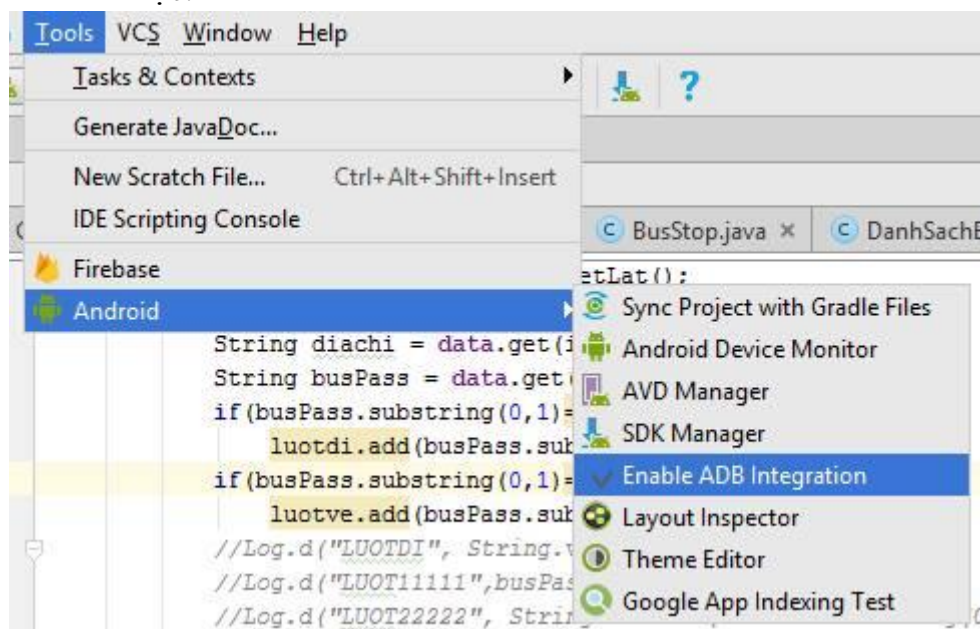 Tools VCS Window Help
Tasks & Contexts
?
Generate JavaDoc...
New Scratch File... Ctrl+Alt+Shift+Insert
IDE Scripting Console
BusStop.java ×
C DanhSach
Firebase
etLat();
Android
Sync Project with Gradle Files
String diachi = data.get(i
Android Device Monitor
String busPass = data.get(
AVD Manager
if(busPass.substring(0,1)=
SDK Manager
luotdi.add(busPass.sub
Enable ADB Integration
if(busPass.substring(0,1)=
Layout Inspector
luotve.add(busPass.sub
Theme Editor
//Log.d("LUOTDI", String.v
Google App Indexing Test
//Log.d("LUOT11111",busPas
//Log.d("LUOT22222", Stri